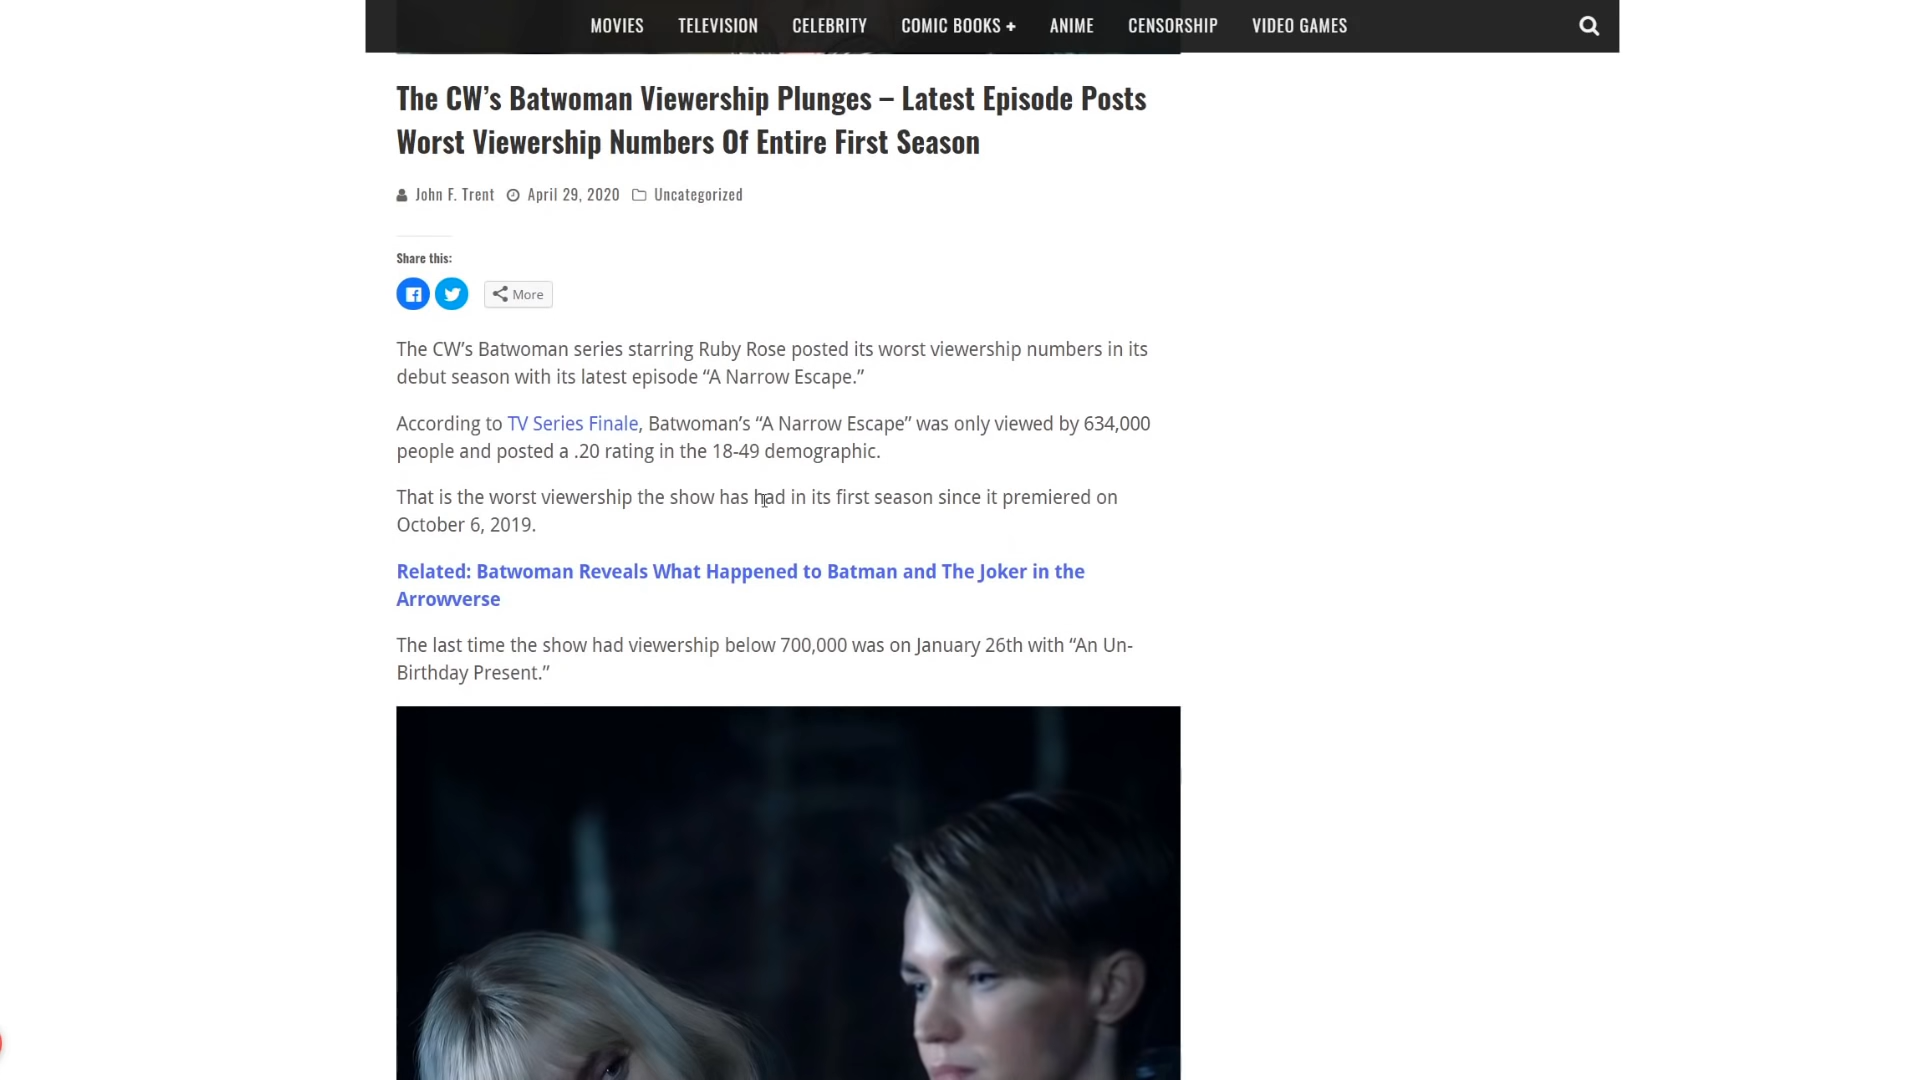 MOVIES TELEVISION CELEBRITY COMIC BOOKS + ANIME CENSORSHIP VIDEO GAMES
The CW’s Batwoman Viewership Plunges – Latest Episode Posts
Worst Viewership Numbers Of Entire First Season
John F. Trent April 29, 2020 Uncategorized
Share this:
More
The CW’s Batwoman series starring Ruby Rose posted its worst viewership numbers in its
debut season with its latest episode “A Narrow Escape.”
According to TV Series Finale, Batwoman’s “A Narrow Escape” was only viewed by 634,000
people and posted a .20 rating in the 18-49 demographic.
That is the worst viewership the show has had in its first season since it premiered on
October 6, 2019.
Related: Batwoman Reveals What Happened to Batman and The Joker in the
Arrowverse
The last time the show had viewership below 700,000 was on January 26th with “An Un-
Birthday Present.”